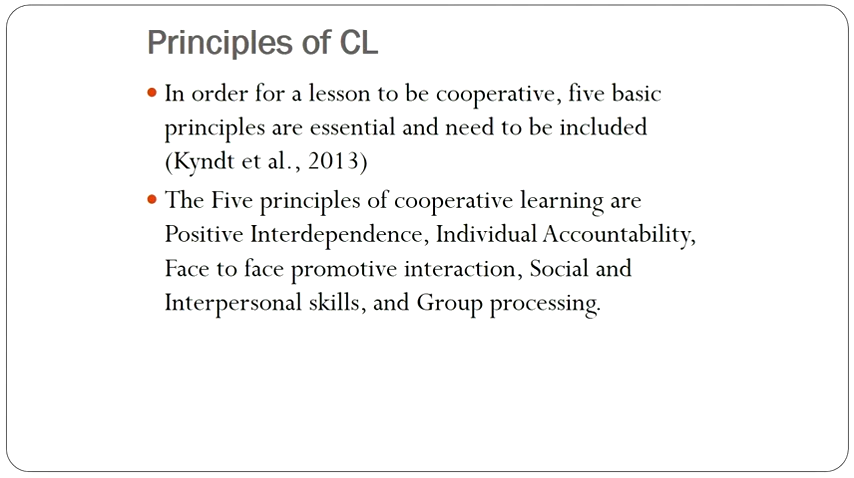 Principles of CL
In order for a lesson to be cooperative, five basic
principles are essential and need to be included
(Kyndt et al., 2013)
The Five principles of cooperative learning are
Positive Interdependence, Individual Accountability,
Face to face promotive interaction, Social and
Interpersonal skills, and Group processing.